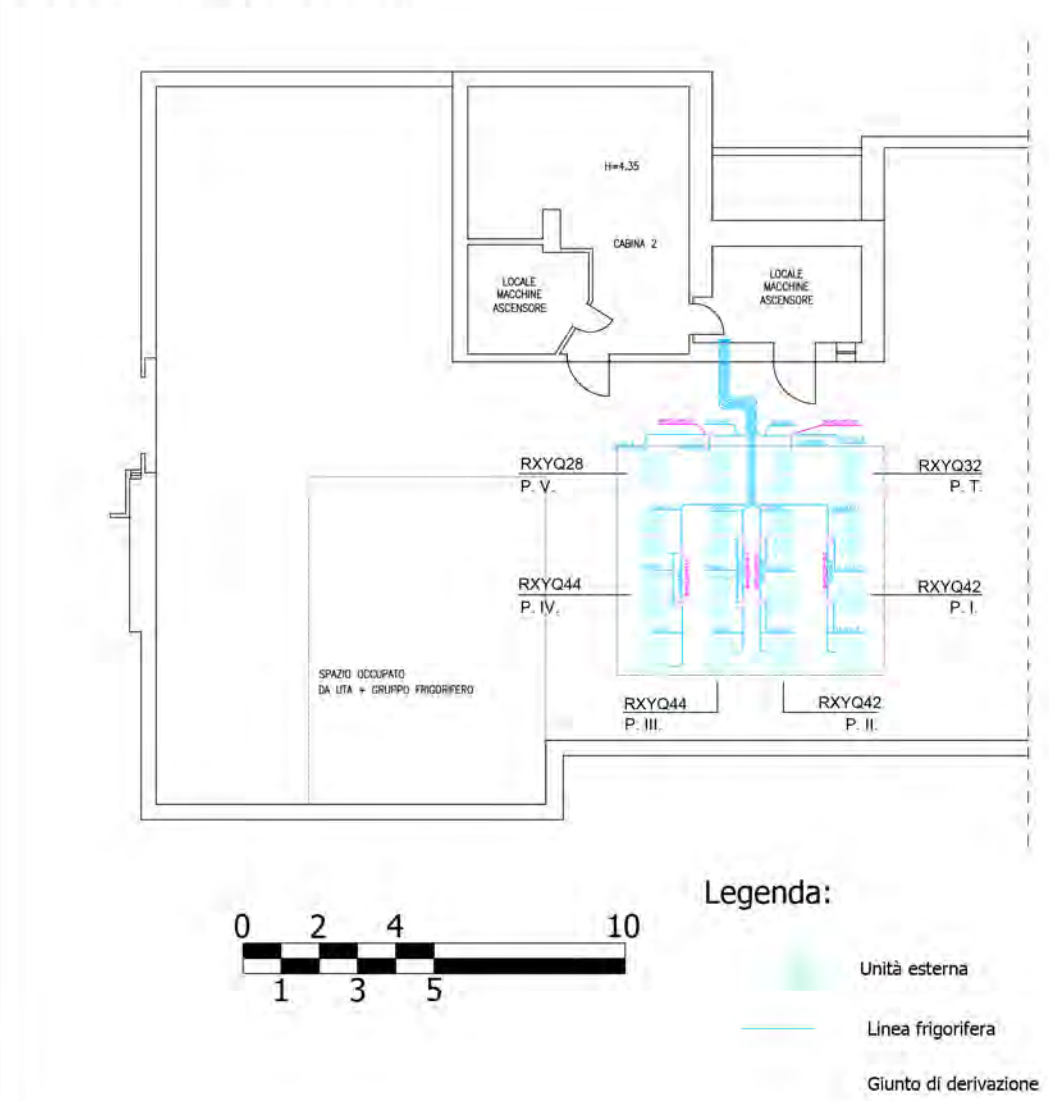 H=4.35
CABINA 2
LOCALE
MACCHINE
ASCENSORE
LOCALE
MACCHINE
ASCENSORE
RXYQ28
P. V.
RXYQ32
P. T.
RXYQ44
P. IV.
RXYQ42
P. I.
SPAZIO OCCUPATO
DA UTA + GRUPPO FRIGORIFERO
RXYQ44
P. III.
RXYQ42
P. II.
Legenda:
0 2 4 10
1 3 5
Unità esterna
Linea frigorifera
Giunto di derivazione